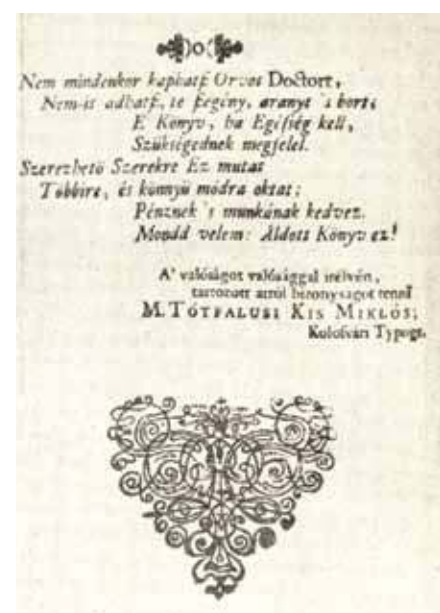 Nem mindenkor kaphatſz Orvos Doctort,
Nem-is adhatſz, te ſzegény, aranyt 's bort:
E Könyv, ha Egéſség kell,
Szükségednek megfelel.
Szerezhetö Szerekre Ez mutat
Többire, és könnyü módra oktat;
Pénznek 's munkának kedvez.
Mondd velem: Áldott Könyv ez!
A' valóságot valósággal
tartozott arról bizonyságot tenni
M. TÓTFALUSI KIS MIKLÓS,
Kolosvári Typogr.